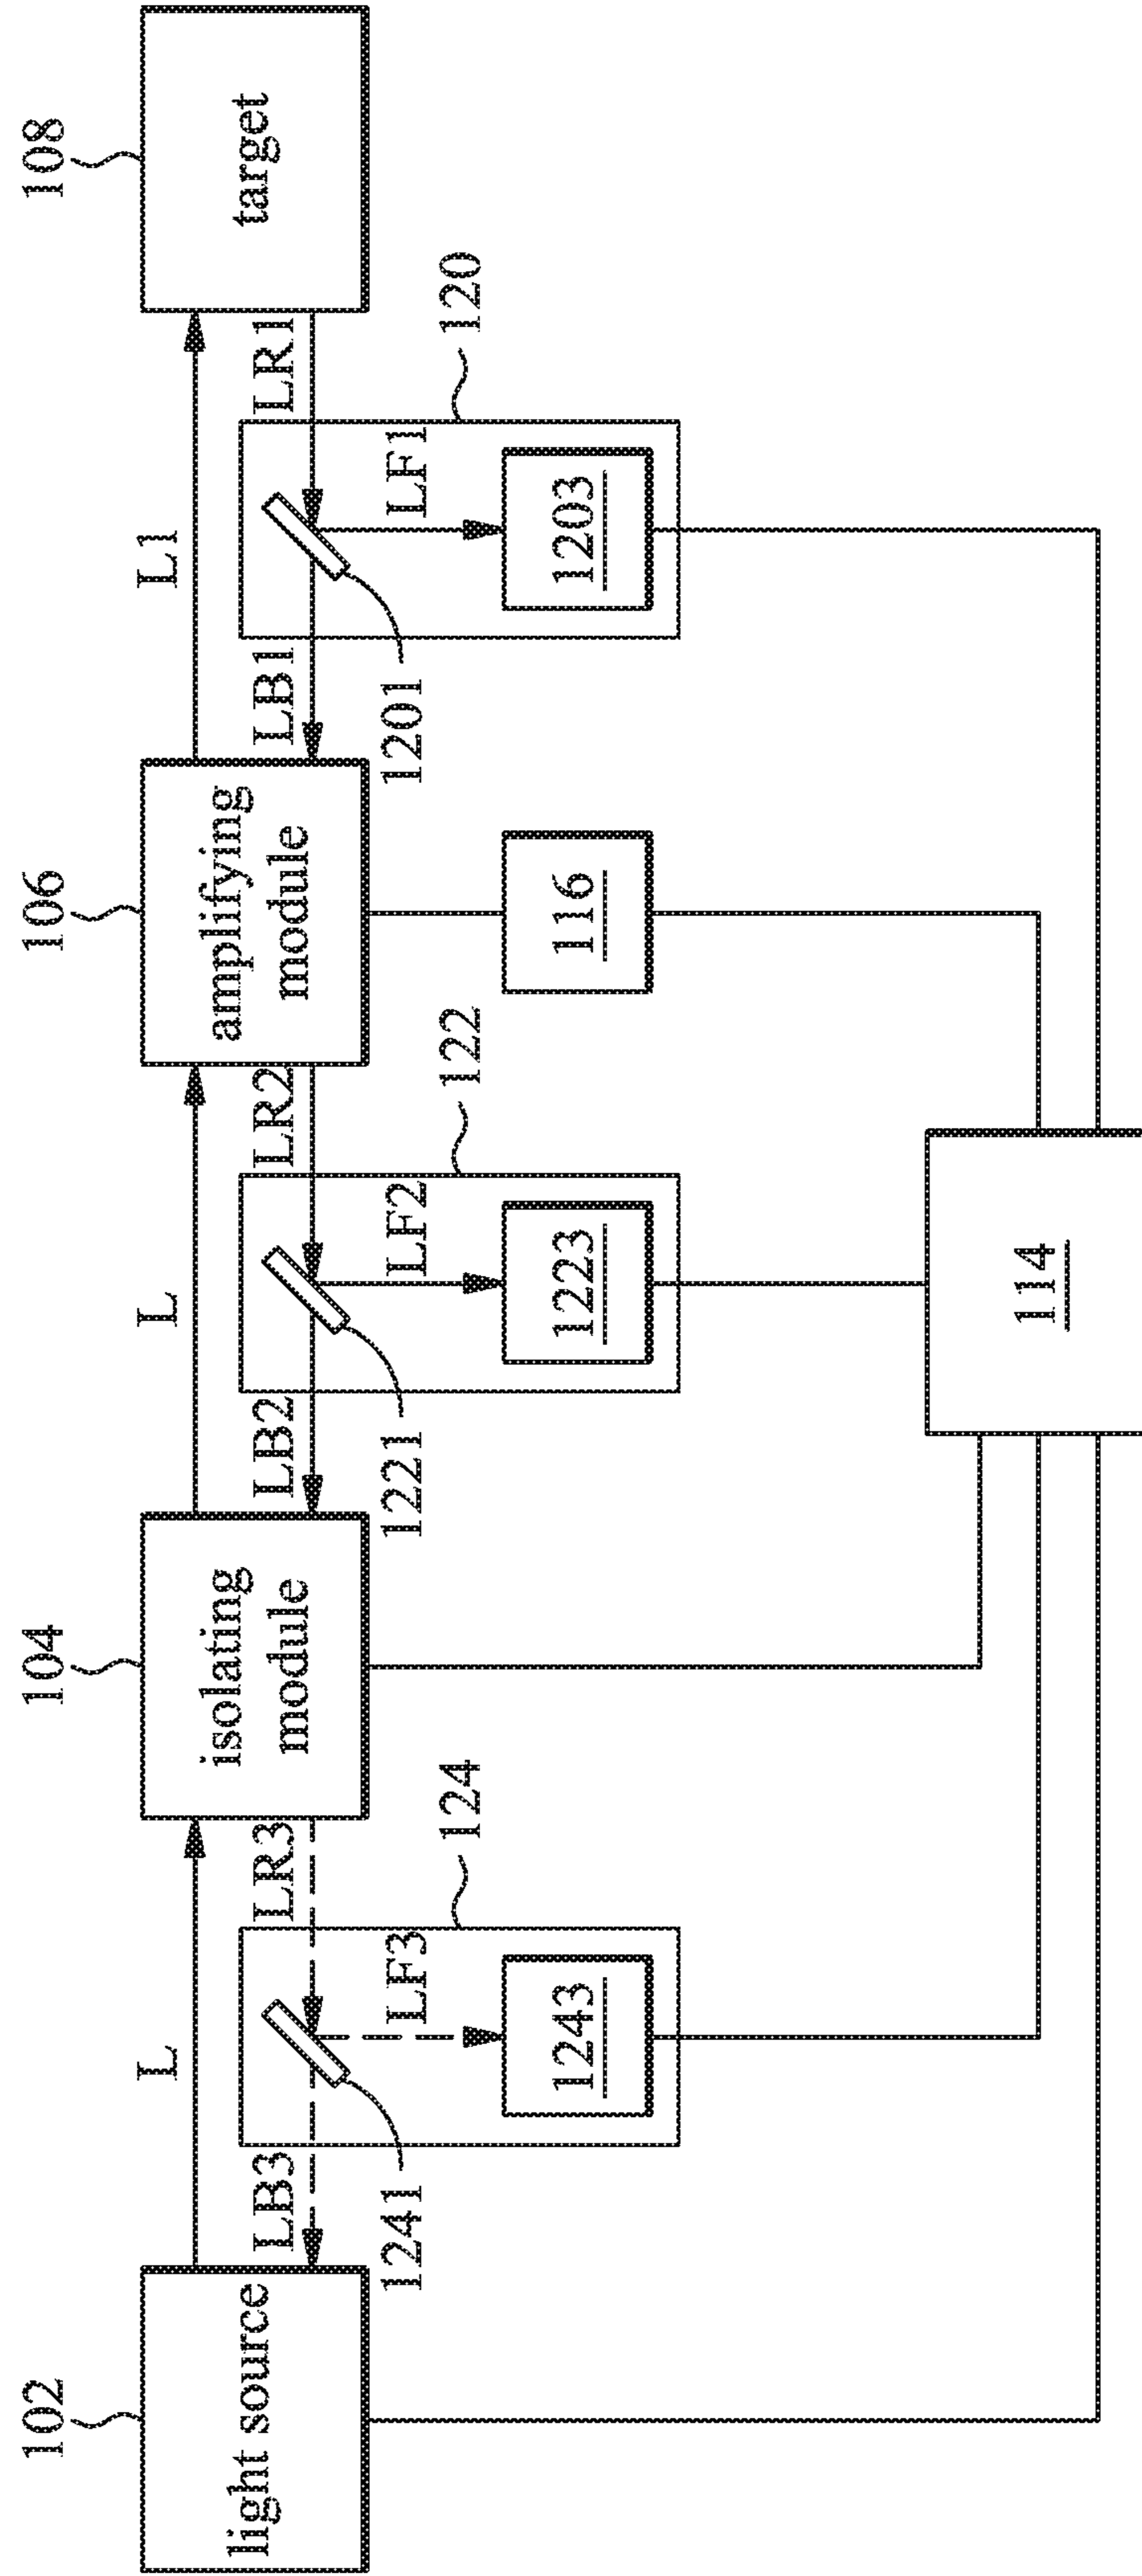 102
104
106
108
light source
isolating
module
amplifying
module
target
L
L
L1
LB3
LR3
LB2
LR2
LB1
LR1
LF3
LF2
LF1
1241
124
1221
122
1201
120
1243
1223
116
1203
114